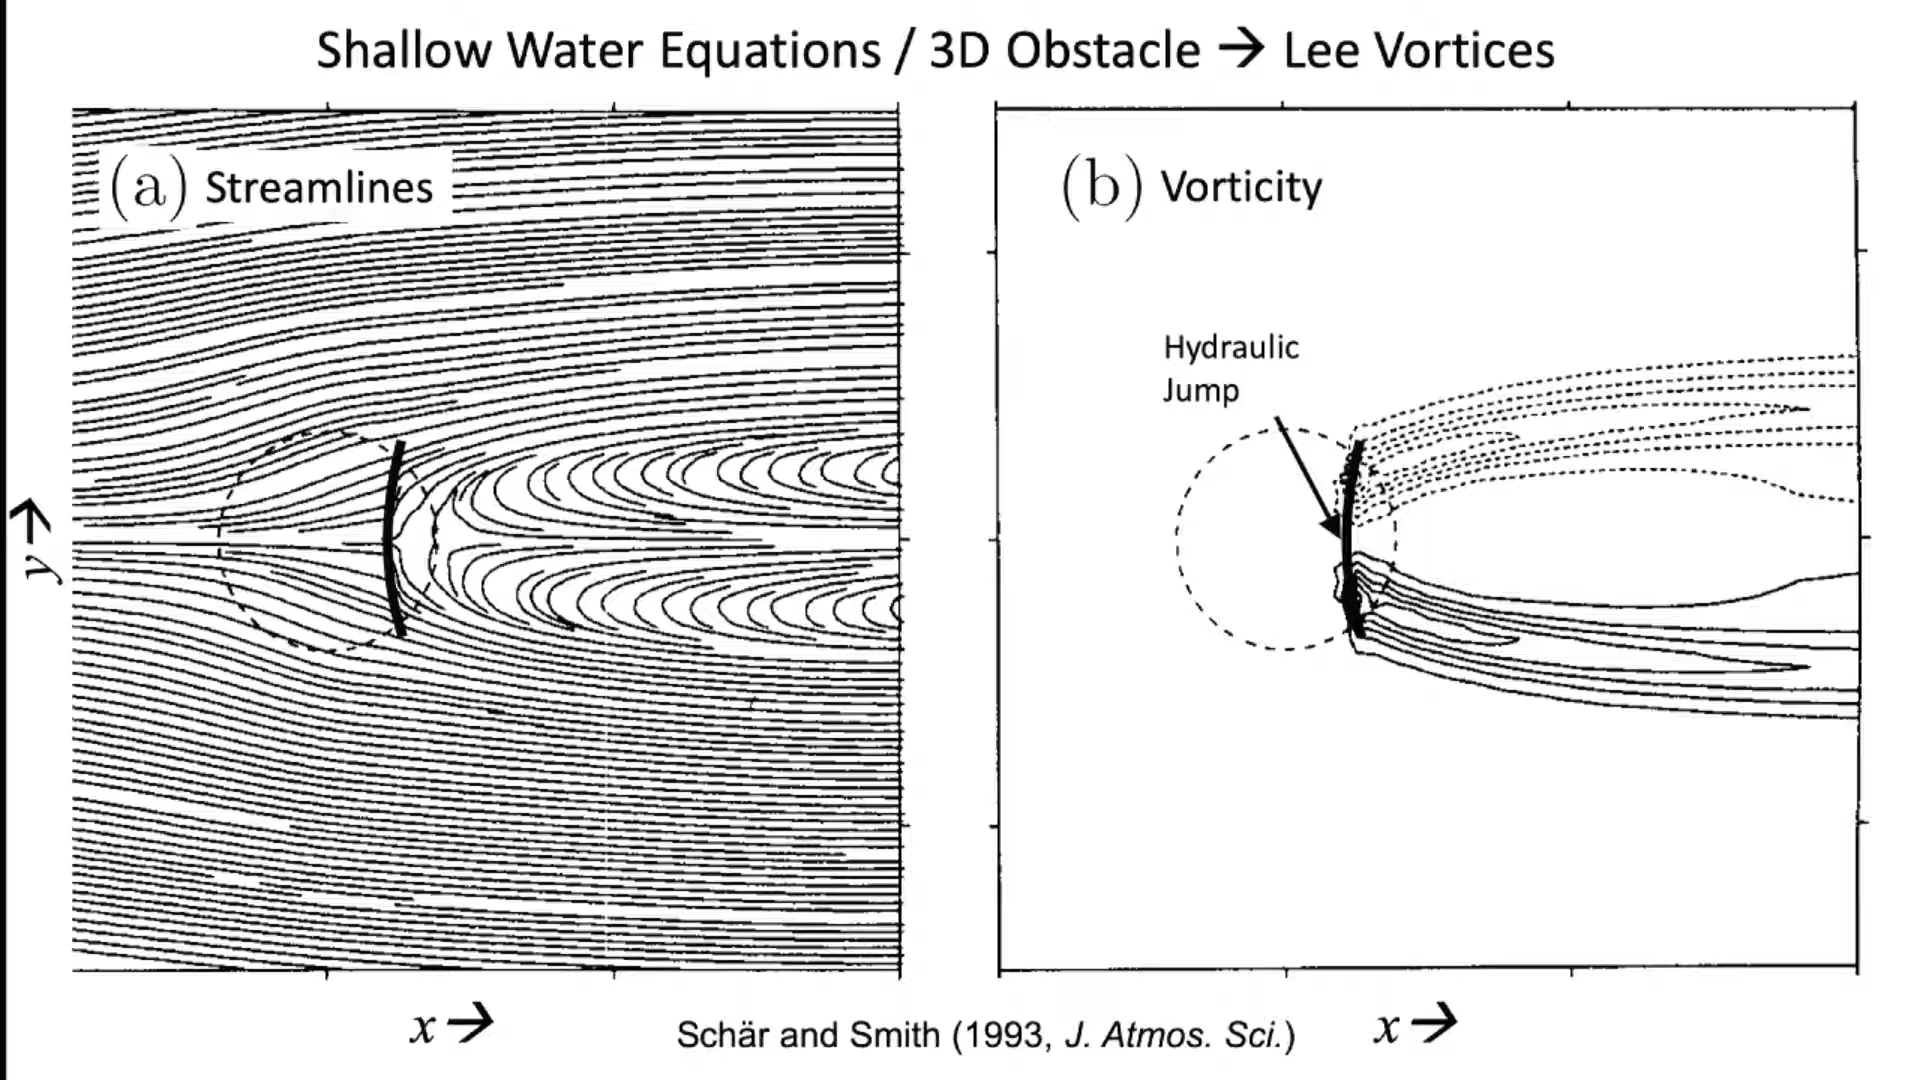 Shallow Water Equations / 3D Obstacle → Lee Vortices
(a) Streamlines
(b) Vorticity
Hydraulic
Jump
y→
x→
Schär and Smith (1993, J. Atmos. Sci.)
x→